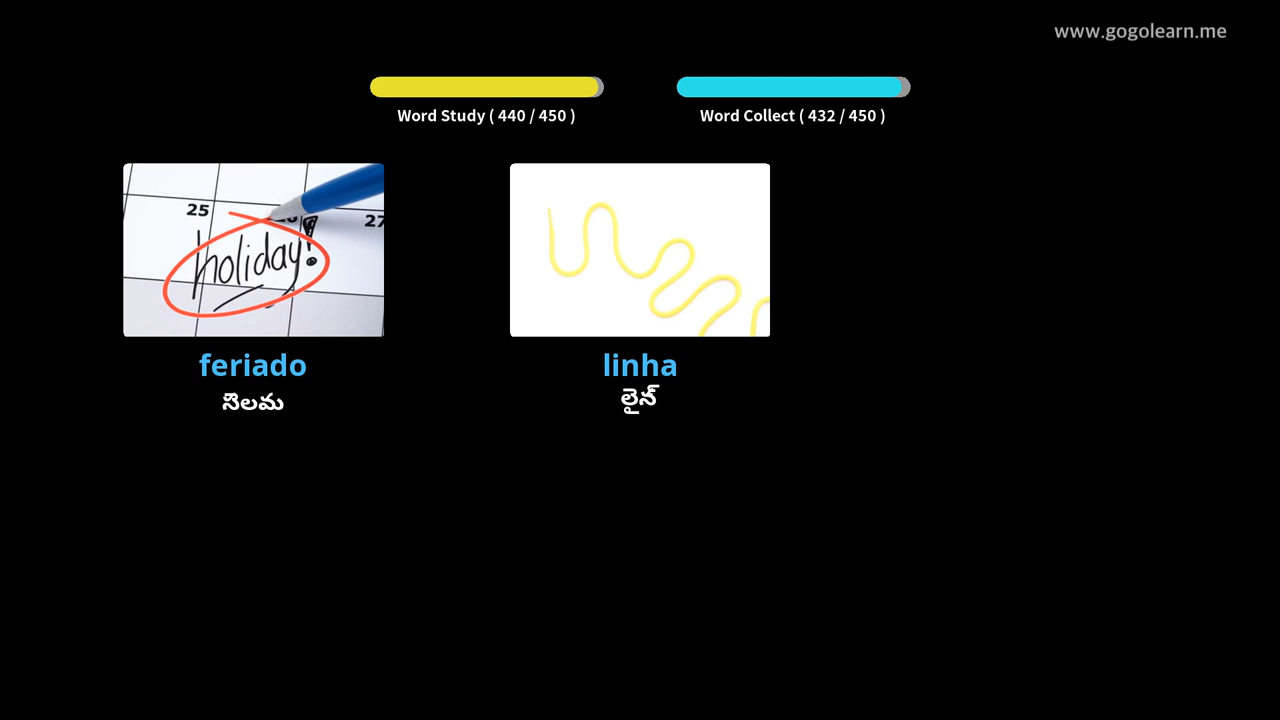 www.gogolearn.me
Word Study ( 440 / 450 )
Word Collect ( 432 / 450 )
25
27
holiday!
feriado
linha
సెలవు
లైన్